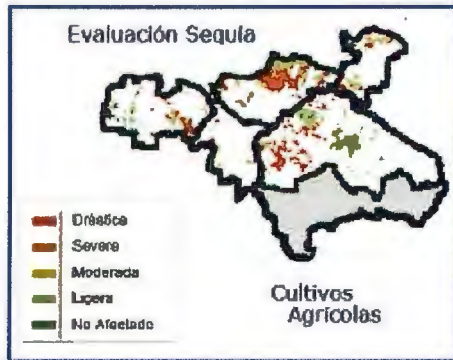 Evaluación Sequía
Drástica
Severa
Moderada
Ligera
No Afectado
Cultivos
Agrícolas